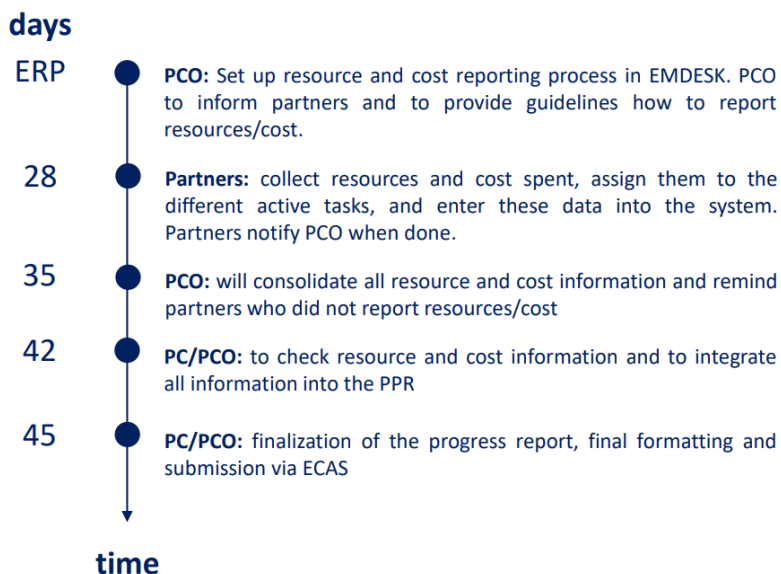 days
ERP
PCO: Set up resource and cost reporting process in EMDESK. PCO
to inform partners and to provide guidelines how to report
resources/cost.
28
Partners: collect resources and cost spent, assign them to the
different active tasks, and enter these data into the system.
Partners notify PCO when done.
35
PCO: will consolidate all resource and cost information and remind
partners who did not report resources/cost
42
PC/PCO: to check resource and cost information and to integrate
all information into the PPR
45
PC/PCO: finalization of the progress report, final formatting and
submission via ECAS
time